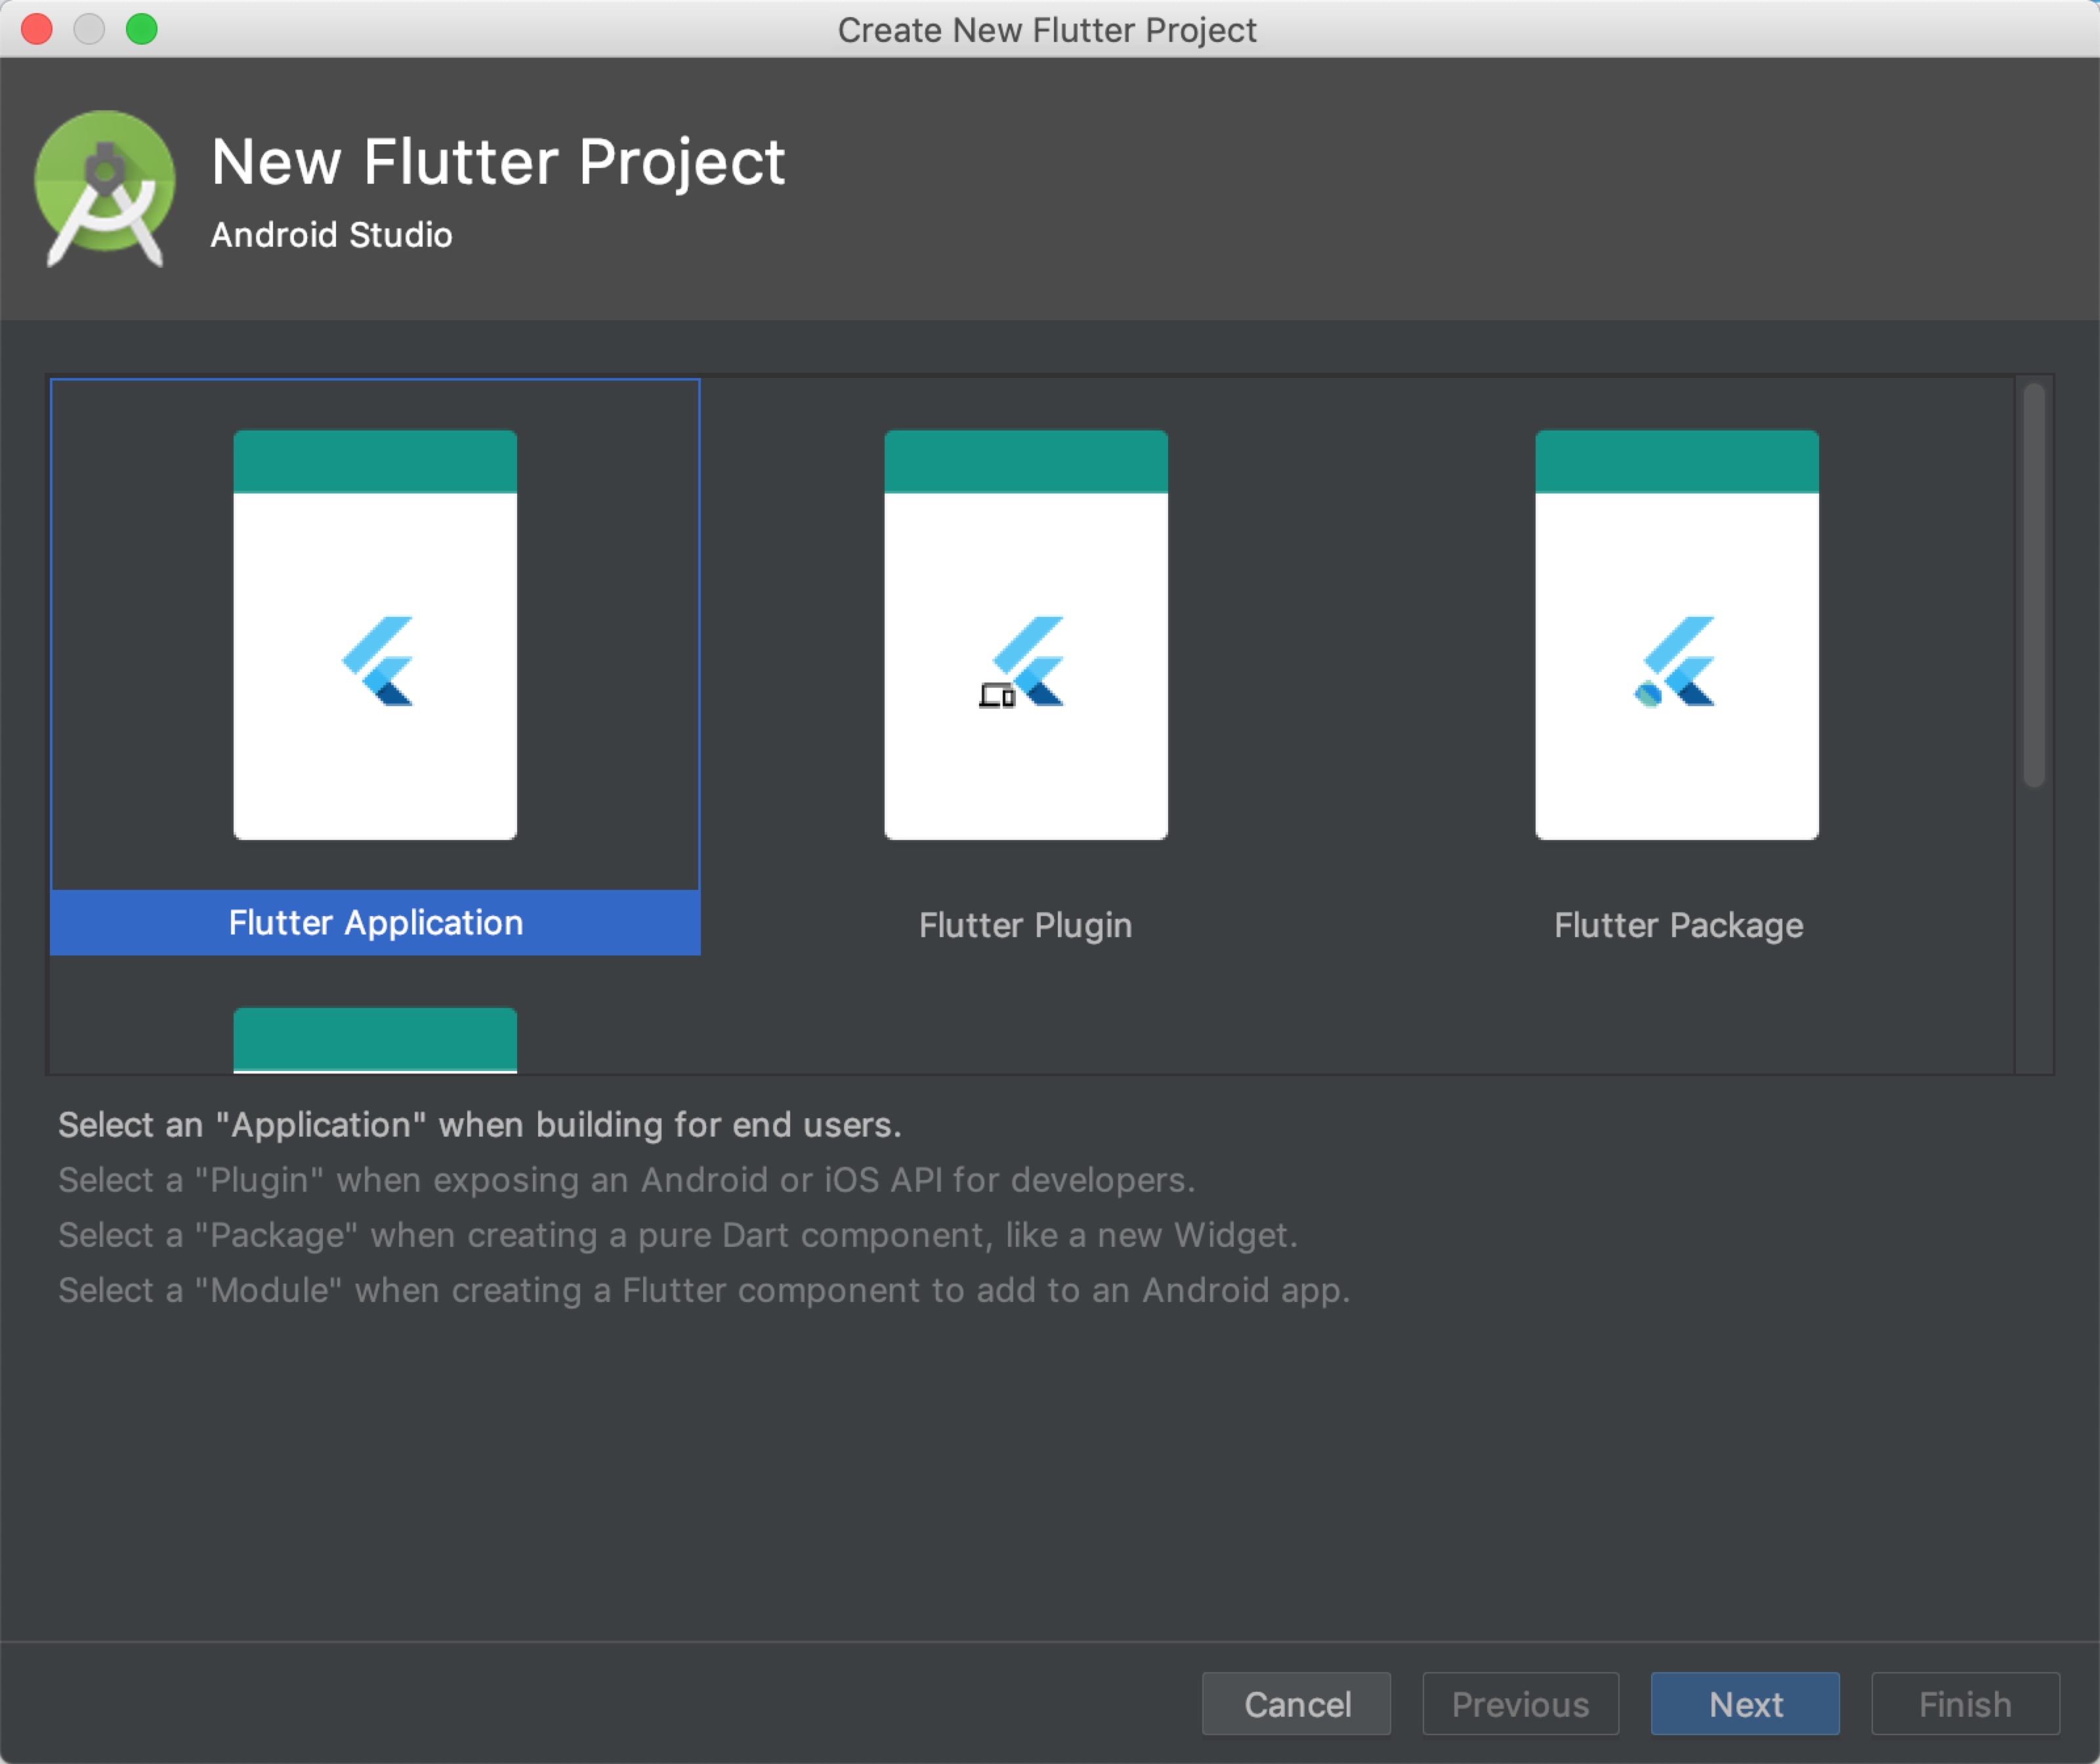 Create New Flutter Project
New Flutter Project
Android Studio
Flutter Application
Flutter Plugin
Flutter Package
Select an "Application" when building for end users.
Select a "Plugin" when exposing an Android or iOS API for developers.
Select a "Package" when creating a pure Dart component, like a new Widget.
Select a "Module" when creating a Flutter component to add to an Android app.
Cancel
Previous
Next
Finish